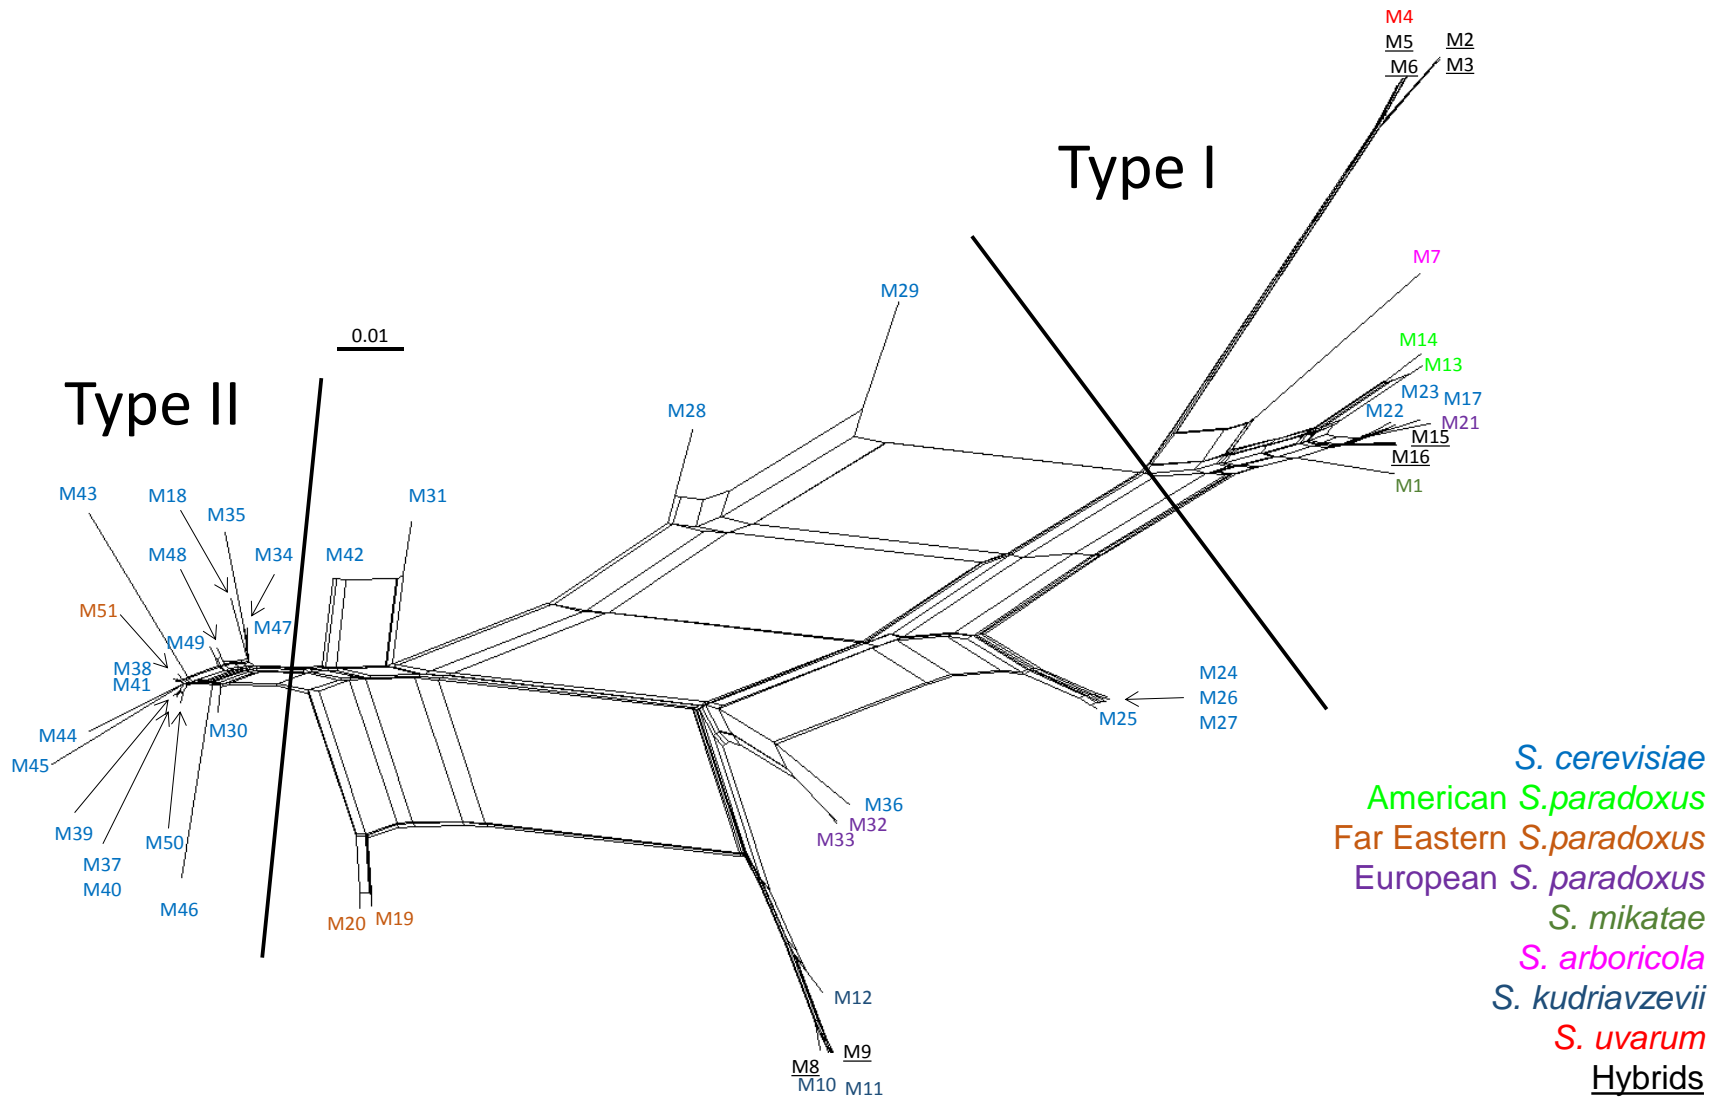 M4
M5
M2
M6
M3
Type I
M7
M29
0.01
M14
M13
Type II
M23
M17
M28
M22
M21
M15
M16
M1
M43
M18
M31
M35
M48
M42
M34
M51
M47
M49
M38
M41
M24
M26
M25
M27
M30
M44
M45
S. cerevisiae
American S.paradoxus
M36
M32
M39
M50
M33
Far Eastern S.paradoxus
M37
M40
European S. paradoxus
M46
M20
M19
S. mikatae
S. arboricola
M12
S. kudriavzevii
S. uvarum
M9
M8
M10
M11
Hybrids